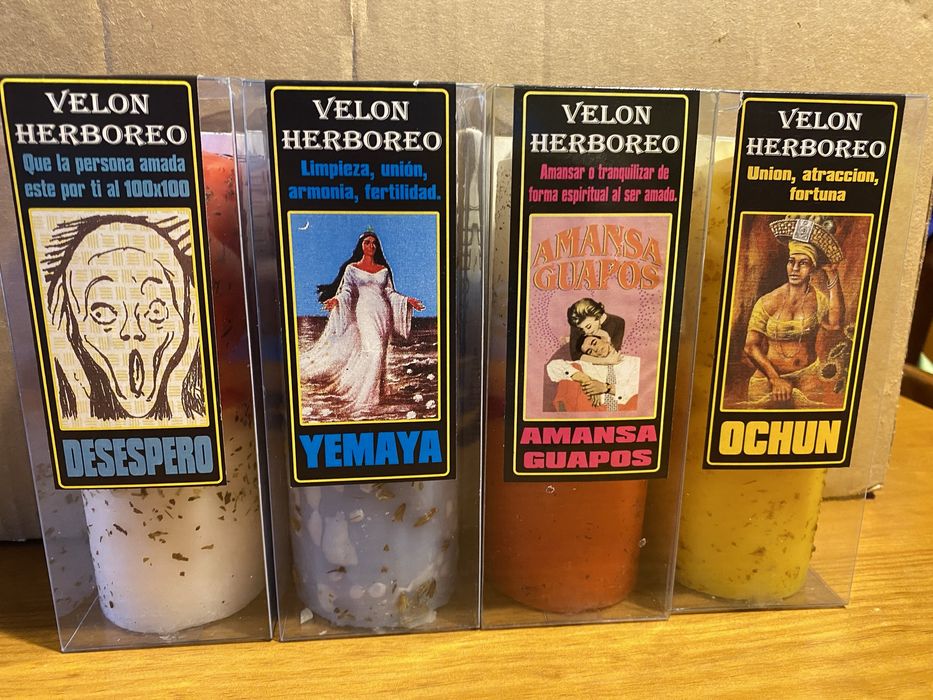 VELON
HERBOREO
Que la persona amada
este por ti al 100x100
DESESPERO
VELON
HERBOREO
Limpieza, unión,
armonia, fertilidad.
YEMAYA
VELON
HERBOREO
Amansar o tranquilizar de
forma espiritual al ser amado.
AMANSA
GUAPOS
AMANSA
GUAPOS
VELON
HERBOREO
Union, atraccion,
fortuna
OCHUN